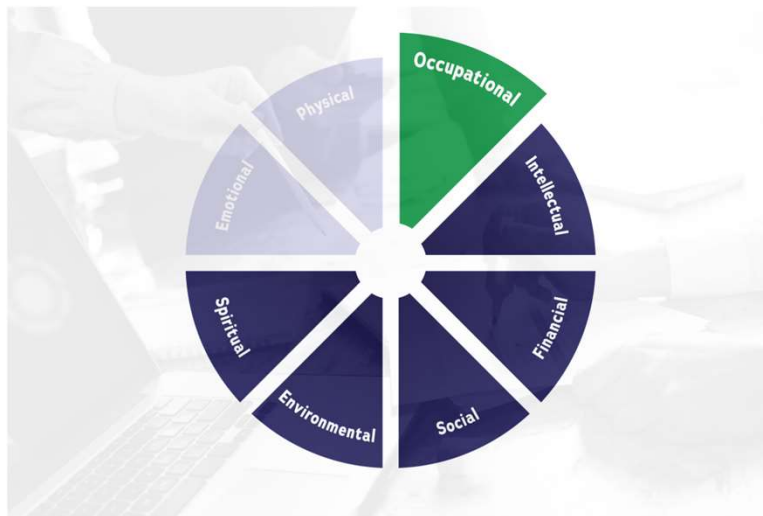 Occupational
Intellectual
Financial
Social
Environmental
Spiritual
Emotional
Physical